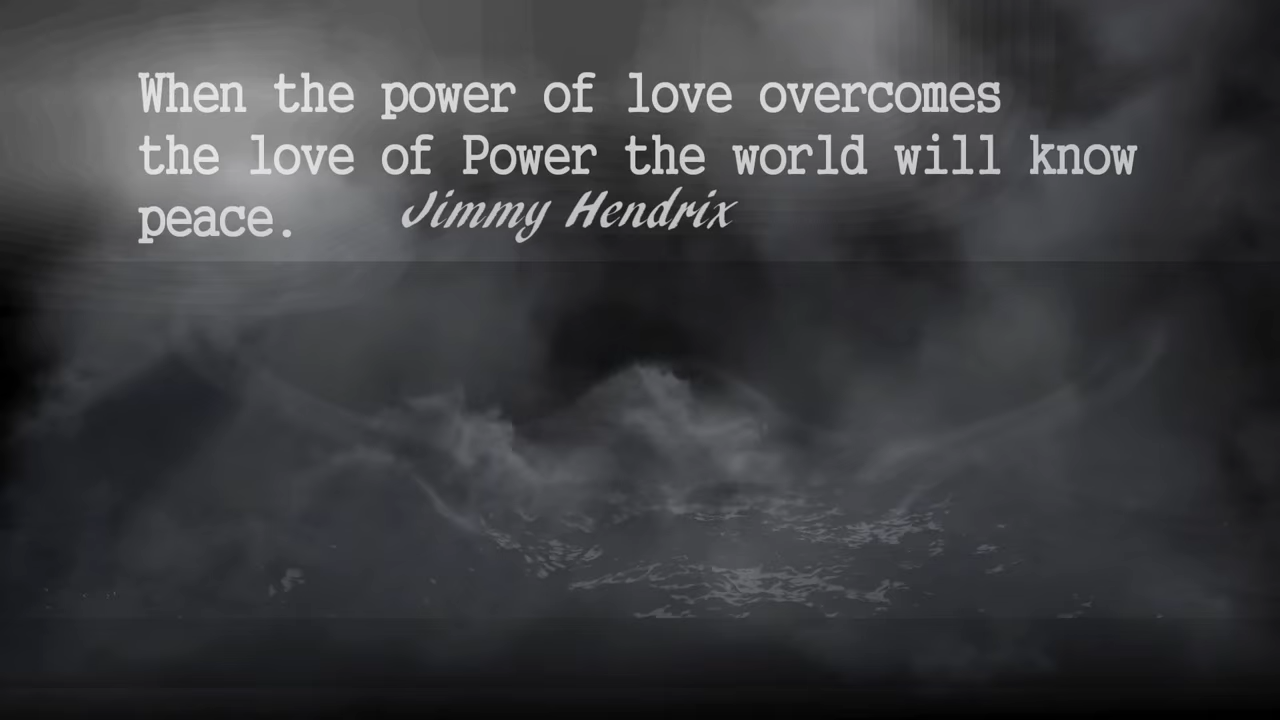 When the power of love overcomes
the love of Power the world will know
peace. Jimmy Hendrix